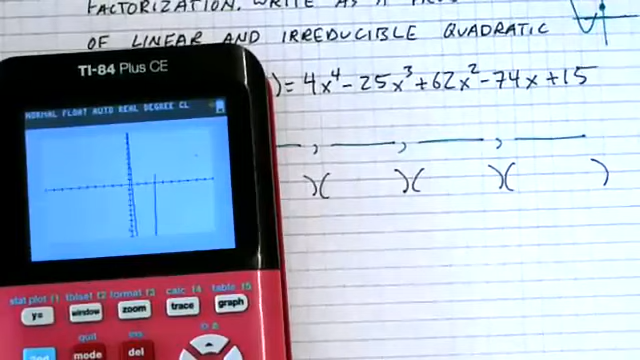 FACTORIZATION. WRITE AS A
OF LINEAR AND IRREDUCIBLE QUADRATIC
) = 4x⁴ - 25x³ + 62x² - 74x + 15
, , ,
)( )( )( )
TI-84 Plus CE
NORMAL FLOAT AUTO REAL DEGREE CL
stat plot f1 tblset f2 format f3 calc f4 table f5
y= window zoom trace graph
quit ins
2nd mode del